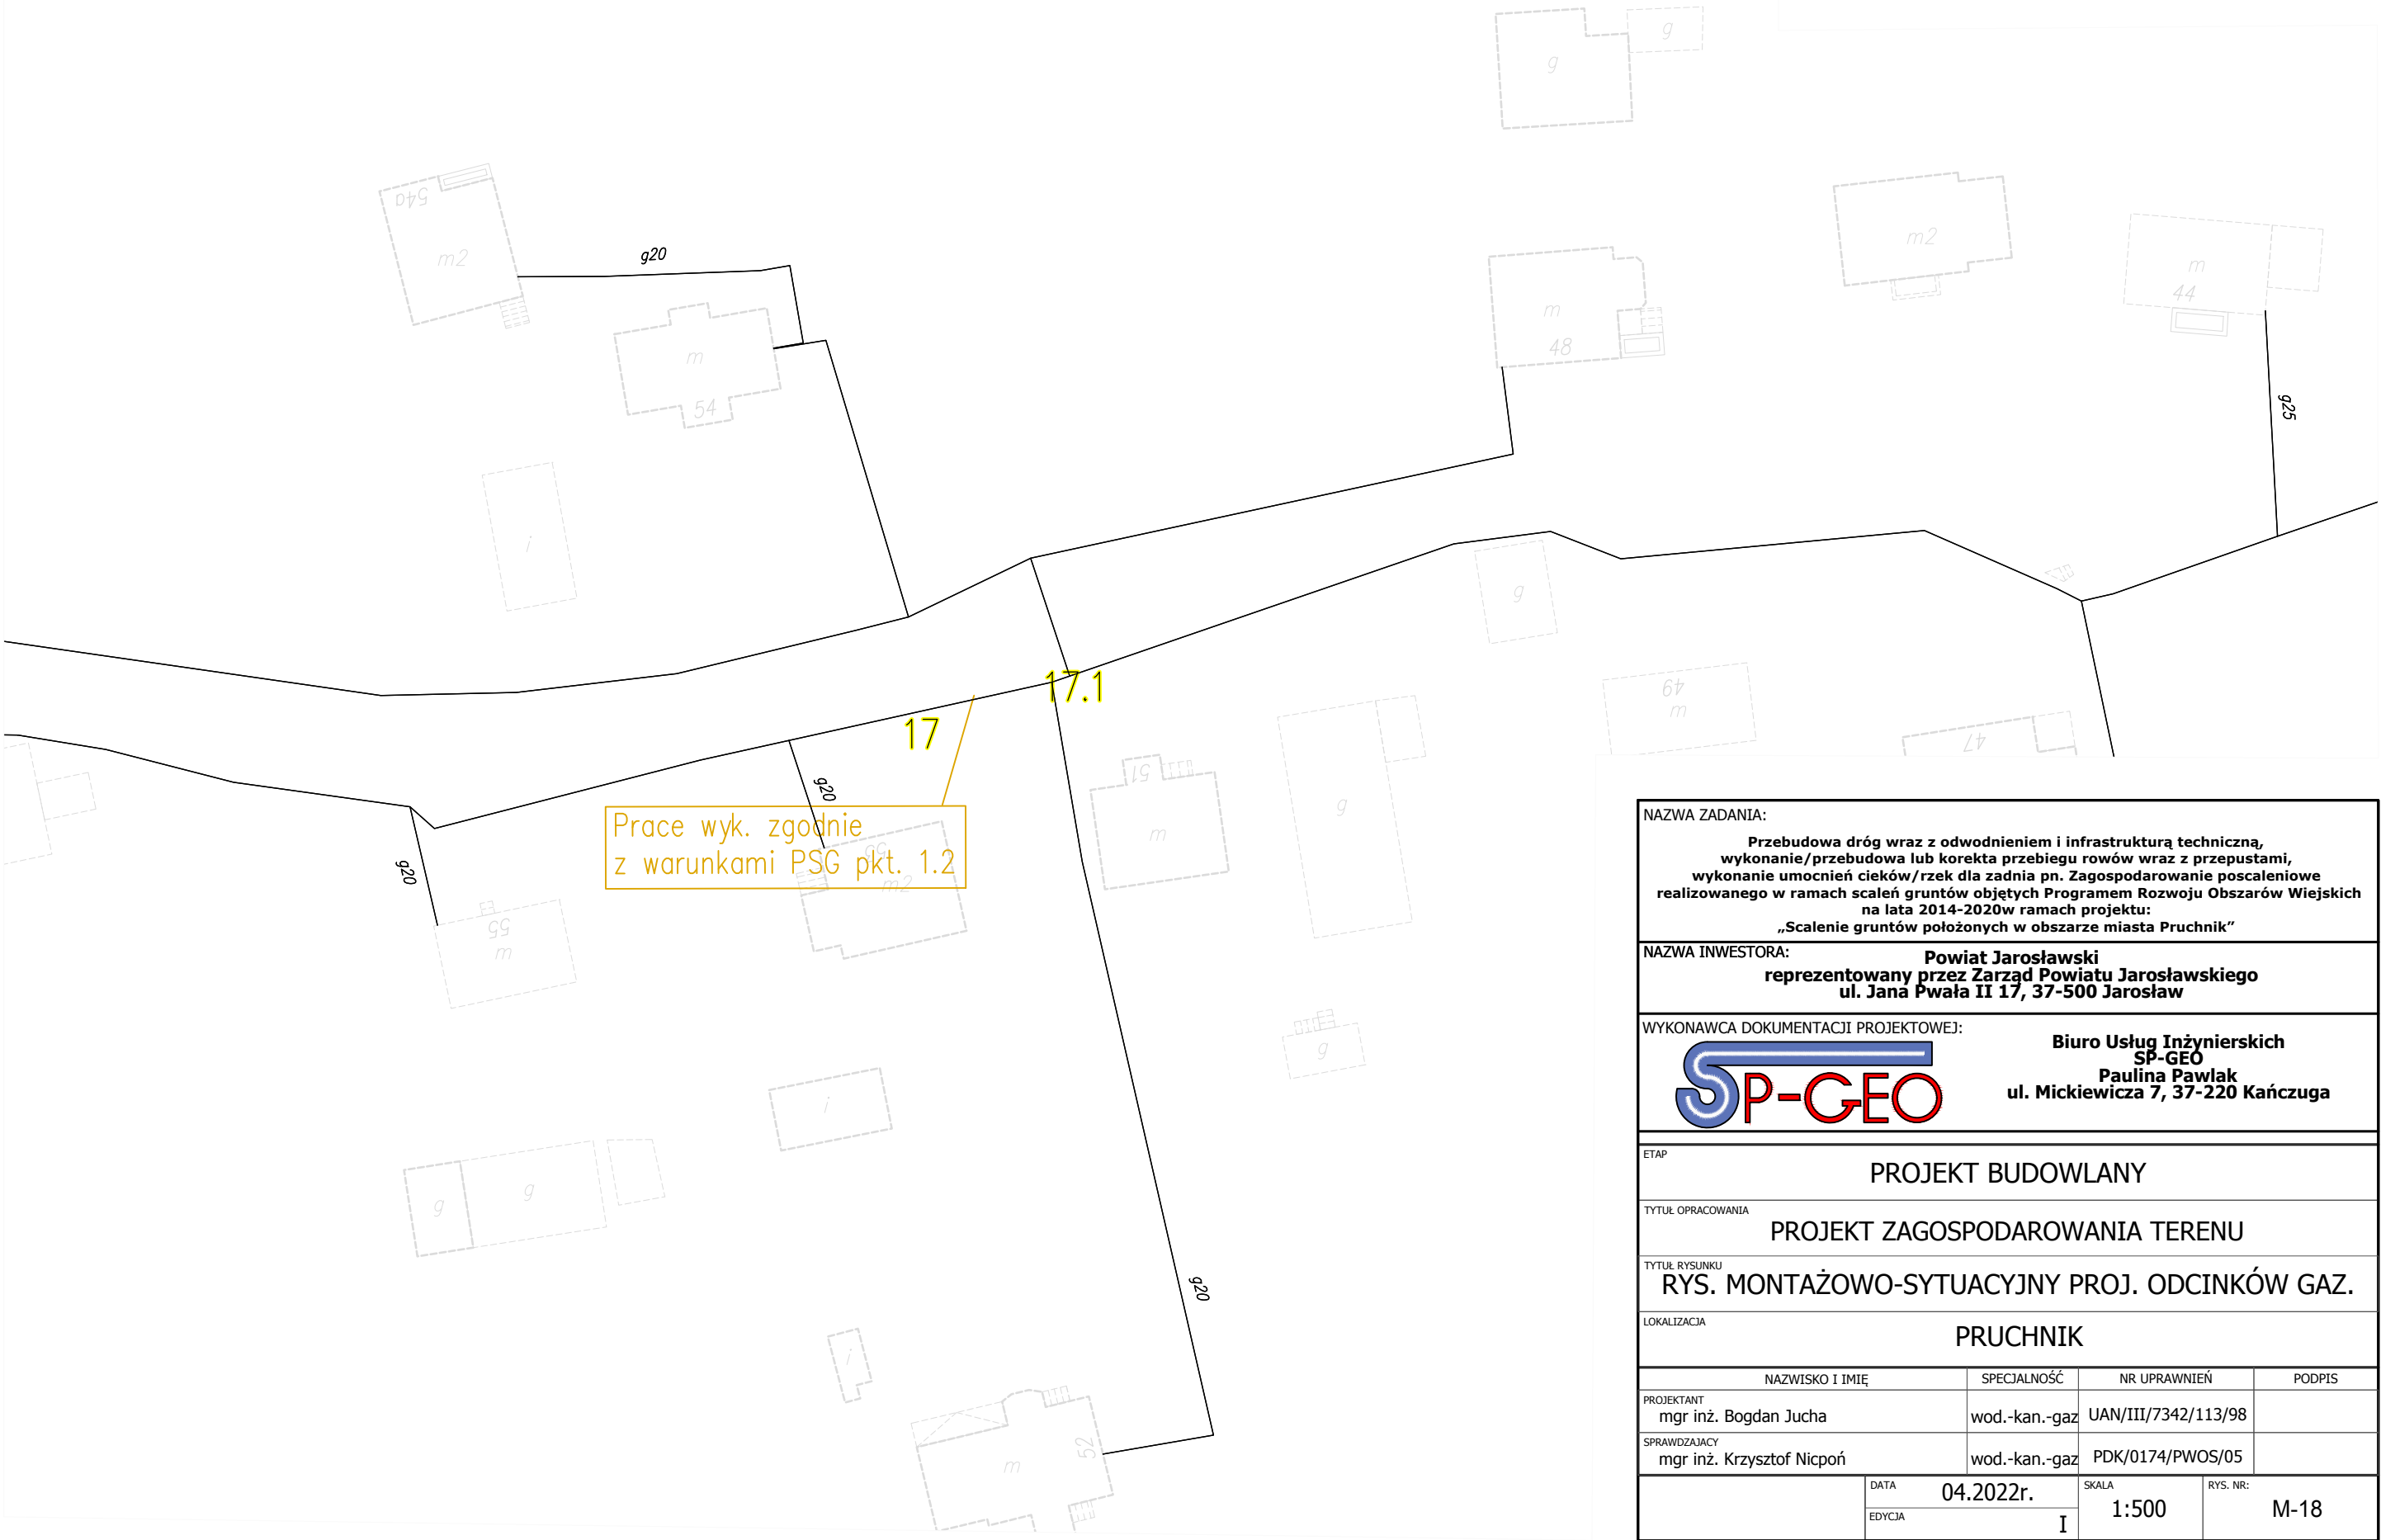 g
g
54a
m2
g20
m
54
m
48
m2
m
44
g25
i
g
17.1
17
49
m
47
g20
Prace wyk. zgodnie
z warunkami PSG pkt. 1.2
m2
51
m
g
g20
55
m
g
i
g
g
g20
i
m
52
NAZWA ZADANIA:
Przebudowa dróg wraz z odwodnieniem i infrastrukturą techniczną,
wykonanie/przebudowa lub korekta przebiegu rowów wraz z przepustami,
wykonanie umocnień cieków/rzek dla zadnia pn. Zagospodarowanie poscaleniowe
realizowanego w ramach scaleń gruntów objętych Programem Rozwoju Obszarów Wiejskich
na lata 2014-2020w ramach projektu:
„Scalenie gruntów położonych w obszarze miasta Pruchnik”
NAZWA INWESTORA:
Powiat Jarosławski
reprezentowany przez Zarząd Powiatu Jarosławskiego
ul. Jana Pwała II 17, 37-500 Jarosław
WYKONAWCA DOKUMENTACJI PROJEKTOWEJ:
SP-GEO
Biuro Usług Inżynierskich
SP-GEO
Paulina Pawlak
ul. Mickiewicza 7, 37-220 Kańczuga
ETAP
PROJEKT BUDOWLANY
TYTUŁ OPRACOWANIA
PROJEKT ZAGOSPODAROWANIA TERENU
TYTUŁ RYSUNKU
RYS. MONTAŻOWO-SYTUACYJNY PROJ. ODCINKÓW GAZ.
LOKALIZACJA
PRUCHNIK
NAZWISKO I IMIĘ SPECJALNOŚĆ NR UPRAWNIEŃ PODPIS
PROJEKTANT
mgr inż. Bogdan Jucha wod.-kan.-gaz UAN/III/7342/113/98
SPRAWDZAJACY
mgr inż. Krzysztof Nicpoń wod.-kan.-gaz PDK/0174/PWOS/05
DATA 04.2022r.
EDYCJA I
SKALA 1:500
RYS. NR: M-18